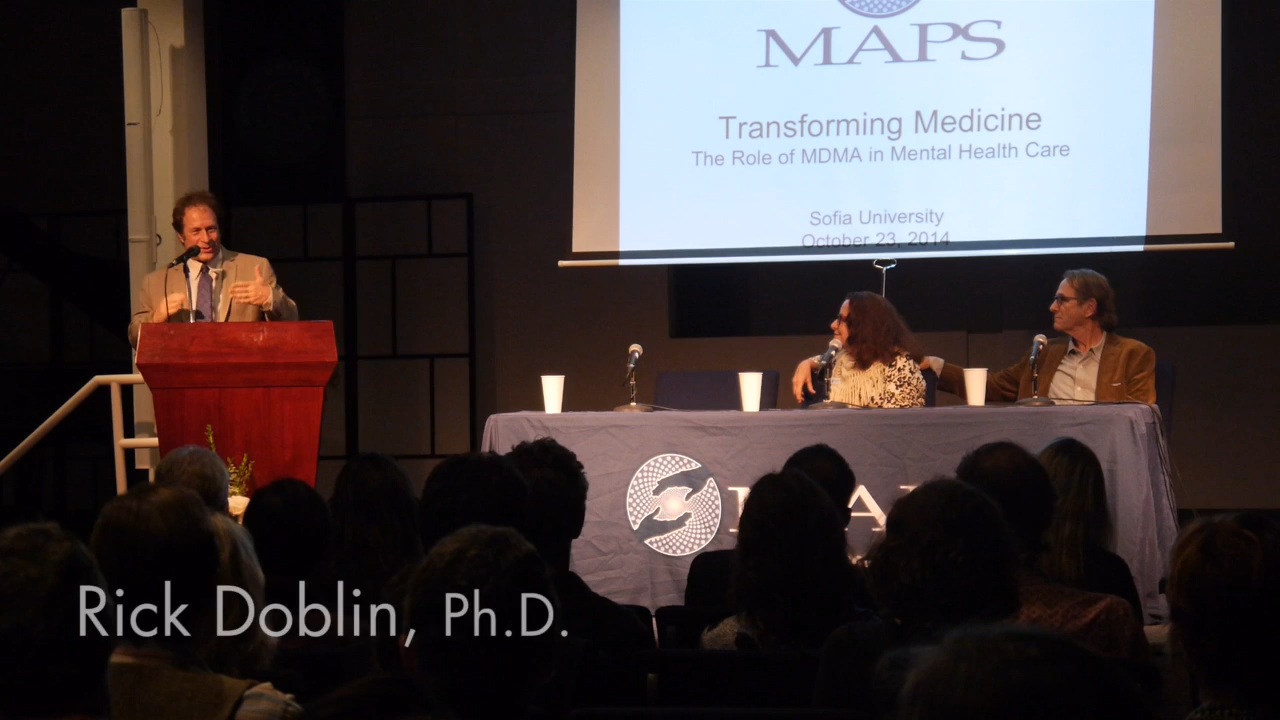 MAPS
Transforming Medicine
The Role of MDMA in Mental Health Care
Sofia University
October 23, 2014
Rick Doblin, Ph.D.